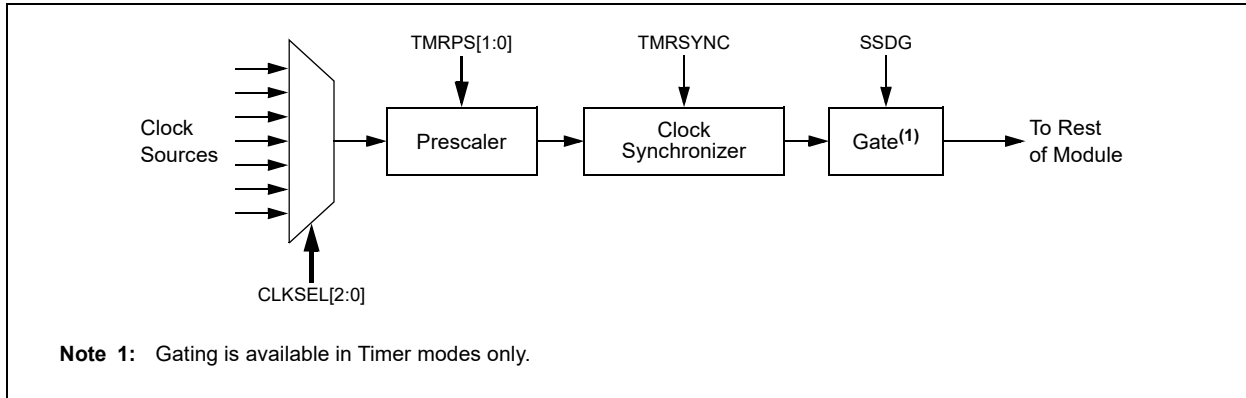 TMRPS[1:0]
TMRSYNC
SSDG
Clock
Sources
Prescaler
Clock
Synchronizer
Gate(1)
To Rest
of Module
CLKSEL[2:0]
Note 1: Gating is available in Timer modes only.